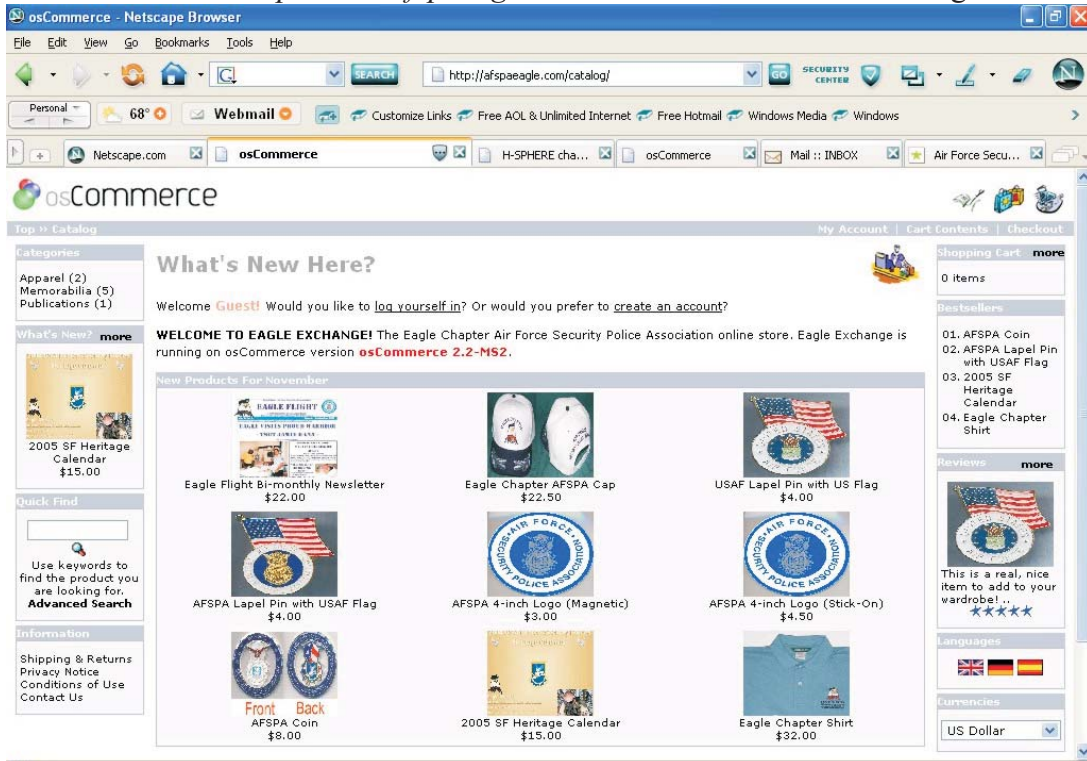 osCommerce - Netscape Browser
File Edit View Go Bookmarks Tools Help
SEARCH http://afspaeagle.com/catalog/ GO SECURITY CENTER
Personal 68° Webmail Customize Links Free AOL & Unlimited Internet Free Hotmail Windows Media Windows
Netscape.com osCommerce H-SPHERE cha... osCommerce Mail :: INBOX Air Force Secu...
osCommerce
Top » Catalog My Account | Cart Contents | Checkout
Categories
Apparel (2)
Memorabilia (5)
Publications (1)
What's New? more
2005 SF Heritage
Calendar
$15.00
Quick Find
Use keywords to
find the product you
are looking for.
Advanced Search
Information
Shipping & Returns
Privacy Notice
Conditions of Use
Contact Us
What's New Here?
Welcome Guest! Would you like to log yourself in? Or would you prefer to create an account?
WELCOME TO EAGLE EXCHANGE! The Eagle Chapter Air Force Security Police Association online store. Eagle Exchange is
running on osCommerce version osCommerce 2.2-MS2.
New Products For November
EAGLE FLIGHT
Eagle Flight Bi-monthly Newsletter
$22.00
Eagle Chapter AFSPA Cap
$22.50
USAF Lapel Pin with US Flag
$4.00
AFSPA Lapel Pin with USAF Flag
$4.00
AIR FORCE
SECURITY POLICE ASSOCIATION
AFSPA 4-inch Logo (Magnetic)
$3.00
AIR FORCE
SECURITY POLICE ASSOCIATION
AFSPA 4-inch Logo (Stick-On)
$4.50
Front Back
AFSPA Coin
$8.00
2005 SF Heritage Calendar
$15.00
Eagle Chapter Shirt
$32.00
Shopping Cart more
0 items
Bestsellers
01. AFSPA Coin
02. AFSPA Lapel Pin
with USAF Flag
03. 2005 SF
Heritage
Calendar
04. Eagle Chapter
Shirt
Reviews more
This is a real, nice
item to add to your
wardrobe! ..
Languages
Currencies
US Dollar